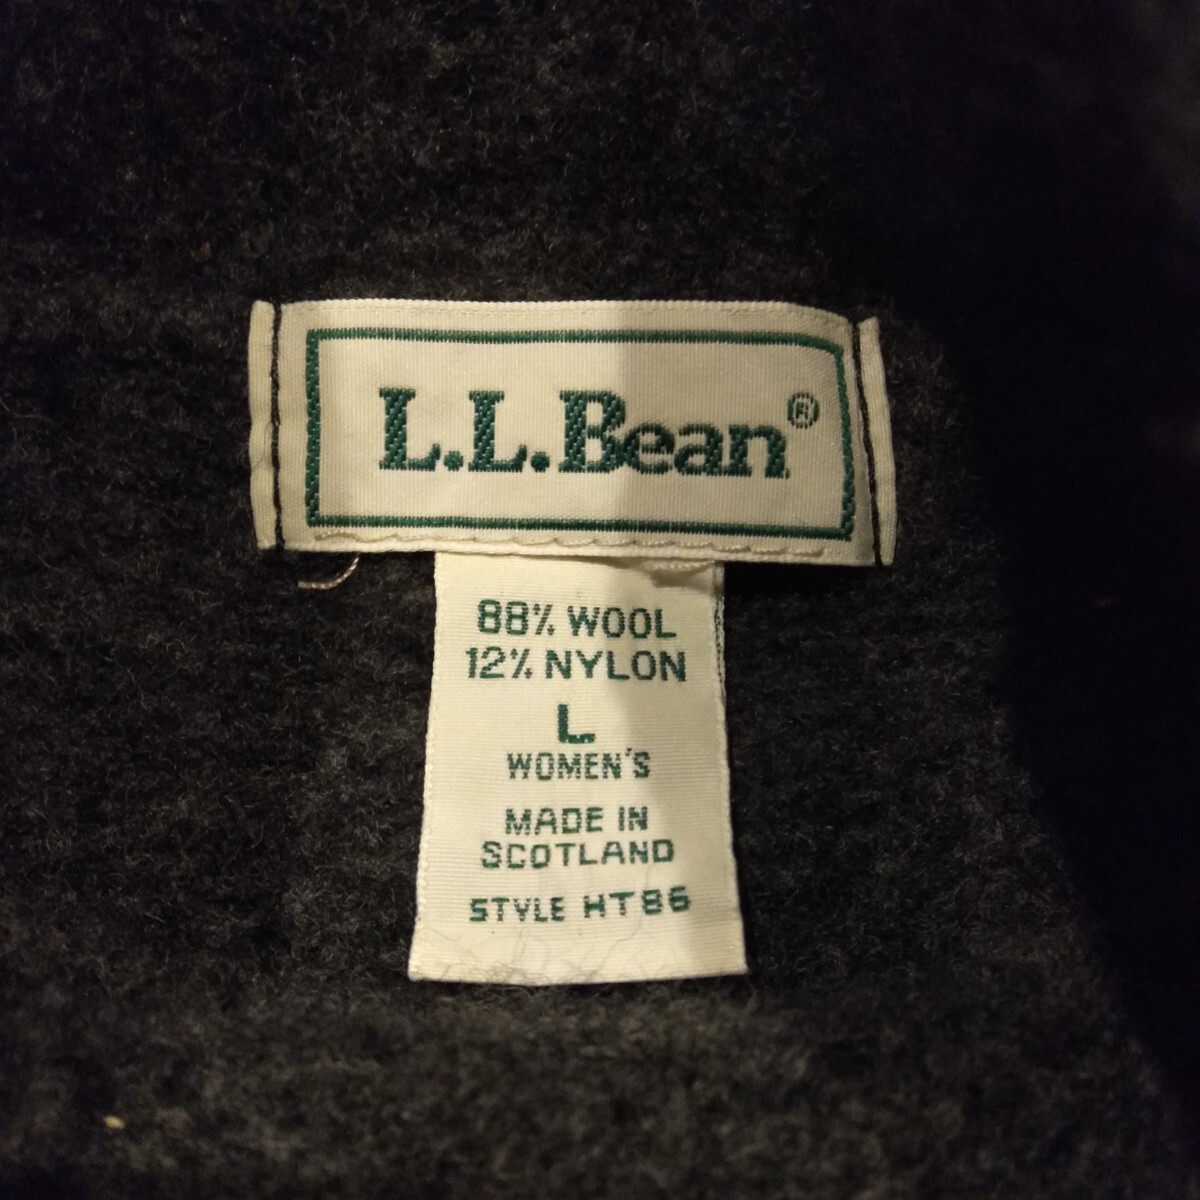 L.L.Bean®
88% WOOL
12% NYLON
L
WOMEN'S
MADE IN
SCOTLAND
STYLE HT86